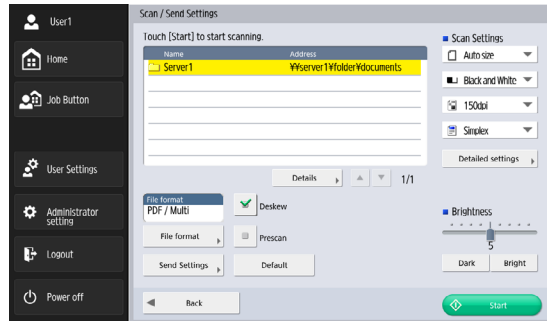 User1
Home
Job Button
User Settings
Administrator
setting
Logout
Power off
Scan / Send Settings
Touch [Start] to start scanning.
Name Address
Server1 ¥¥server1¥folder¥documents
Details 1/1
File format
PDF / Multi
Deskew
File format
Prescan
Send Settings
Default
Back
Scan Settings
Auto size
Black and White
150dpi
Simplex
Detailed settings
Brightness
5
Dark Bright
Start